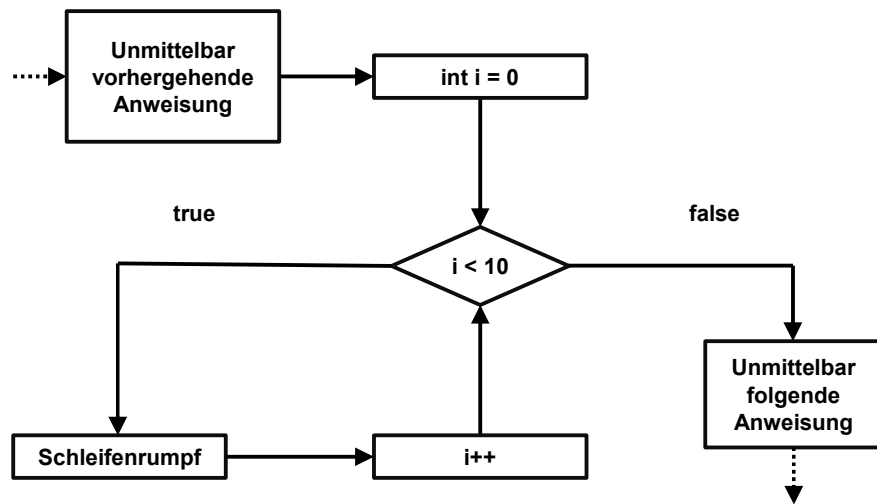 Unmittelbar
vorhergehende
Anweisung
int i = 0
true
false
i < 10
Unmittelbar
folgende
Anweisung
Schleifenrumpf
i++